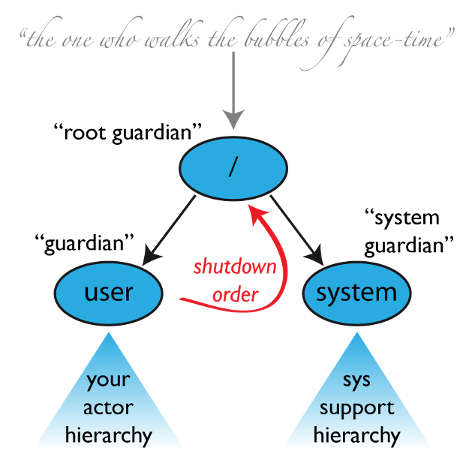 “the one who walks the bubbles of space-time”
“root guardian”
/
“system
guardian”
“guardian”
shutdown
order
user
system
your
actor
hierarchy
sys
support
hierarchy